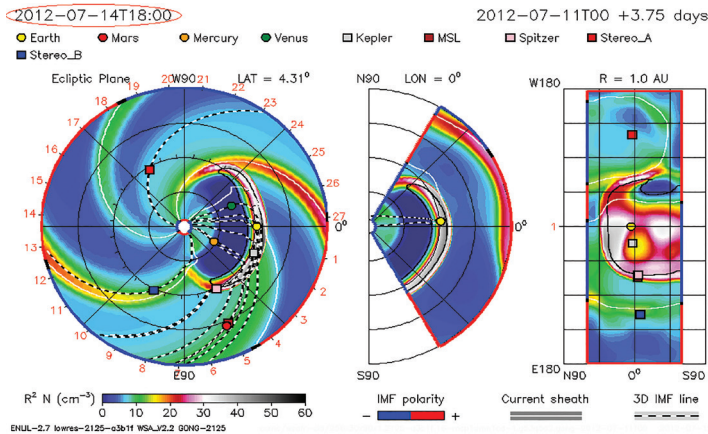 2012-07-14T18:00 2012-07-11T00 +3.75 days
Earth Mars Mercury Venus Kepler MSL Spitzer Stereo_A
Stereo_B
Ecliptic Plane W90 LAT = 4.31° N90 LON = 0° W180 R = 1.0 AU
21 20
19 22
18 23
17 24
16 25
15 26
14 27
0° 0° 1
13 1
12 2
11 3
10 4
9 5
8 7 6
E90 S90 E180 N90 0° S90
R² N (cm⁻³) 0 10 20 30 40 50 60
IMF polarity Current sheath 3D IMF line
- +
ENLIL-2.7 lowres-2125-a3b1f WSA_V2.2 GONG-2125